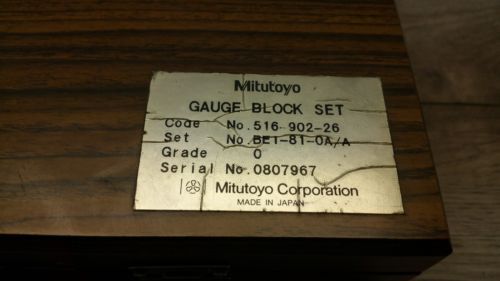 Mitutoyo
GAUGE BLOCK SET
Code No. 516-902-26
Set No. BE1-81-0A/A
Grade 0
Serial No. 0807967
Mitutoyo Corporation
MADE IN JAPAN